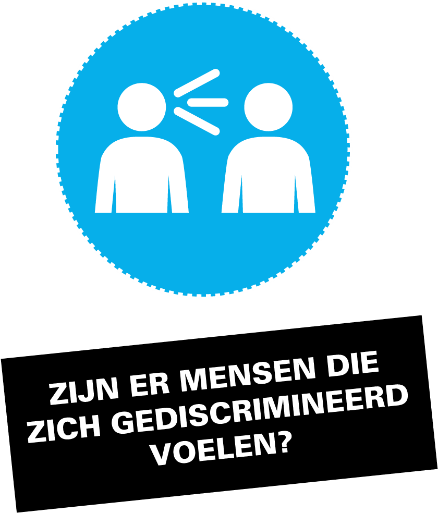 ZIJN ER MENSEN DIE
ZICH GEDISCRIMINEERD
VOELEN?